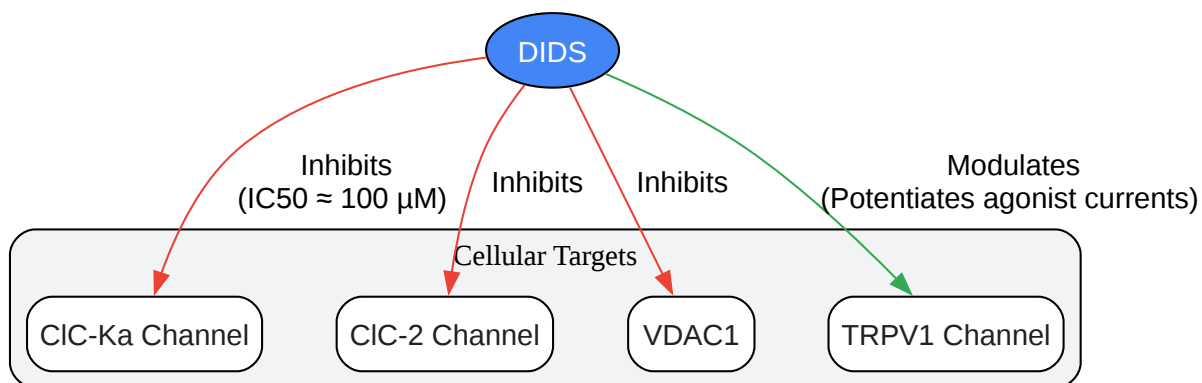 DIDS
Inhibits
(IC50 ≈ 100 µM)
Inhibits
Inhibits
Modulates
(Potentiates agonist currents)
Cellular Targets
ClC-Ka Channel
ClC-2 Channel
VDAC1
TRPV1 Channel